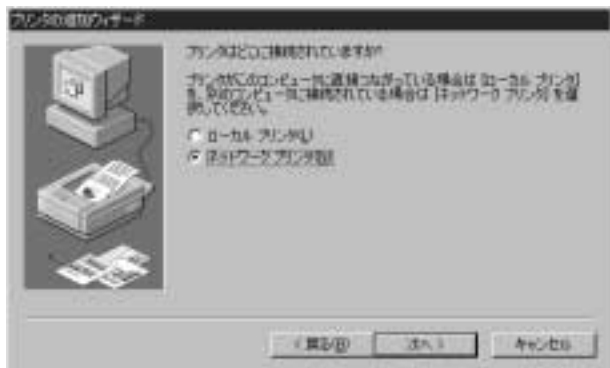 プリンタの追加ウィザード
プリンタはどこに接続されていますか?
プリンタがこのコンピュータに直接つながっている場合は [ローカル プリンタ]
を、別のコンピュータに接続されている場合は [ネットワーク プリンタ] を選
択してください。
ローカル プリンタ(L)
ネットワーク プリンタ(N)
< 戻る(B)
次へ >
キャンセル